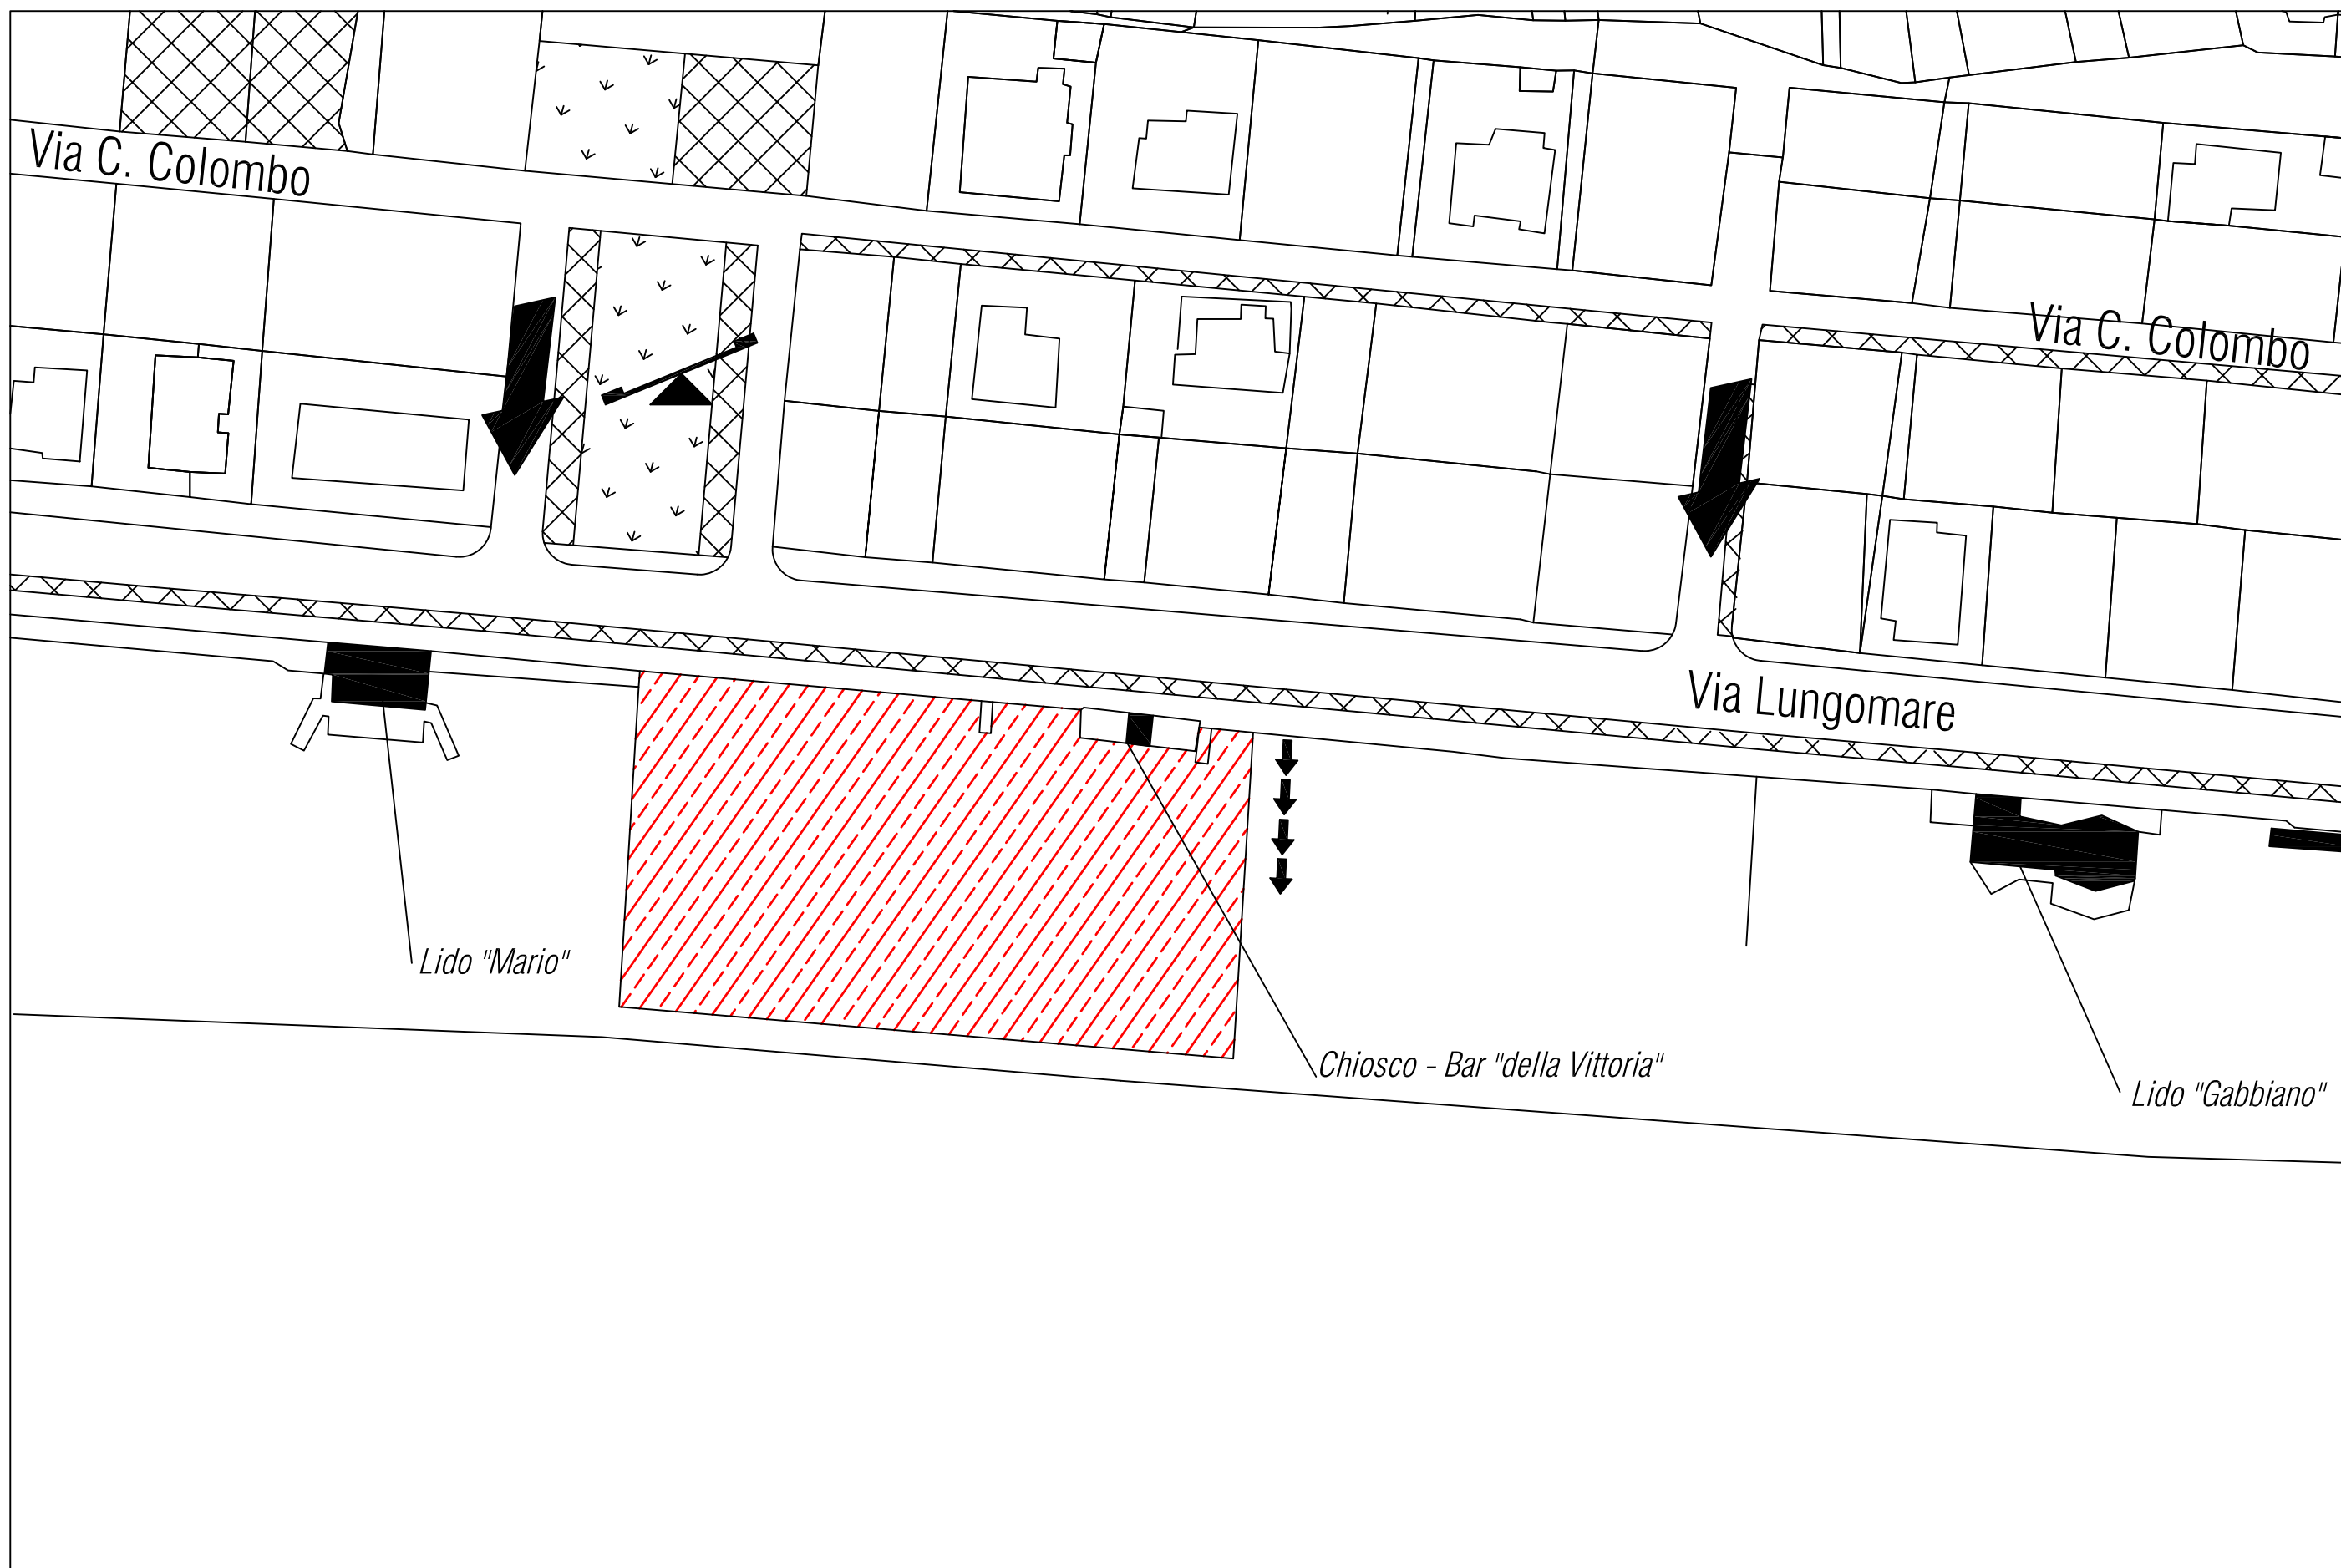 Via C. Colombo
Via C. Colombo
Via Lungomare
Lido "Mario"
Chiosco - Bar "della Vittoria"
Lido "Gabbiano"